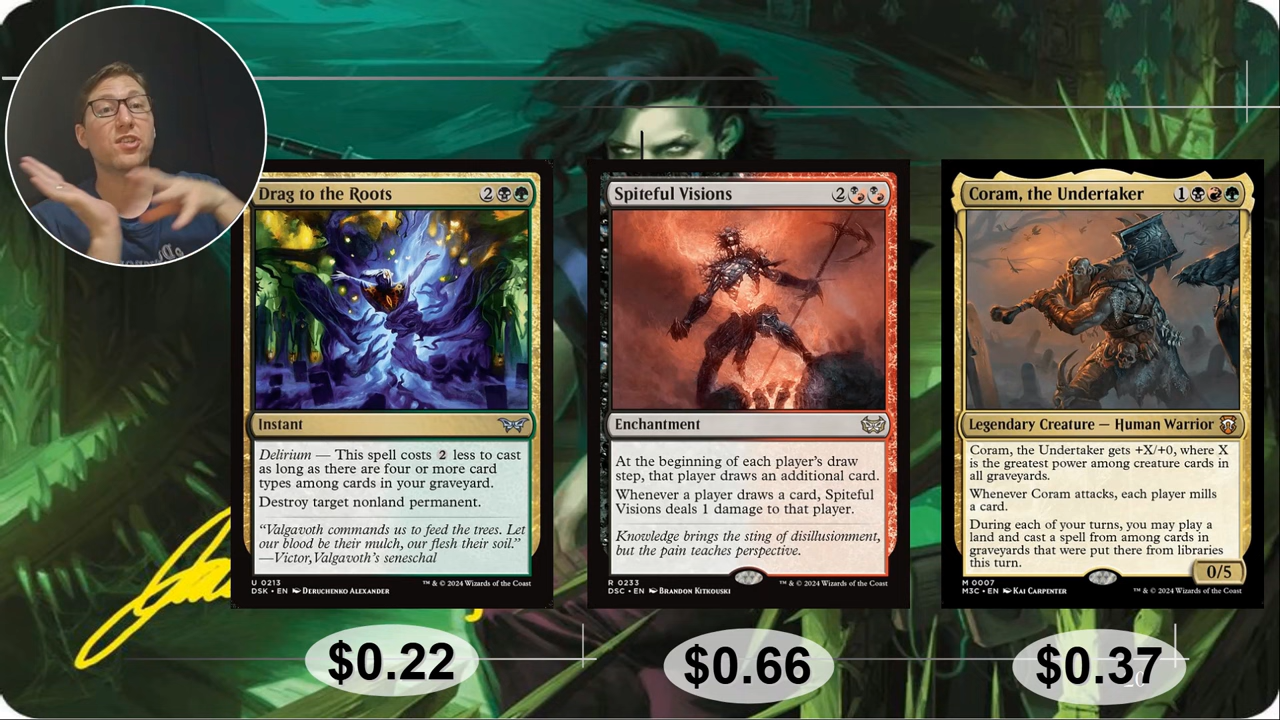 Drag to the Roots 2
Instant
Delirium — This spell costs 2 less to cast
as long as there are four or more card
types among cards in your graveyard.
Destroy target nonland permanent.
“Valgavoth commands us to feed the trees. Let
our blood be their mulch, our flesh their soil.”
—Victor, Valgavoth’s seneschal
U 0213
DSK • EN DERUCHENKO ALEXANDER
™ & © 2024 Wizards of the Coast
$0.22
Spiteful Visions 2
Enchantment
At the beginning of each player’s draw
step, that player draws an additional card.
Whenever a player draws a card, Spiteful
Visions deals 1 damage to that player.
Knowledge brings the sting of disillusionment,
but the pain teaches perspective.
R 0233
DSC • EN BRANDON KITKOUSKI
™ & © 2024 Wizards of the Coast
$0.66
Coram, the Undertaker 1
Legendary Creature — Human Warrior
Coram, the Undertaker gets +X/+0, where X
is the greatest power among creature cards in
all graveyards.
Whenever Coram attacks, each player mills
a card.
During each of your turns, you may play a
land and cast a spell from among cards in
graveyards that were put there from libraries
this turn.
0/5
M 0007
M3C • EN KAI CARPENTER
™ & © 2024 Wizards of the Coast
$0.37